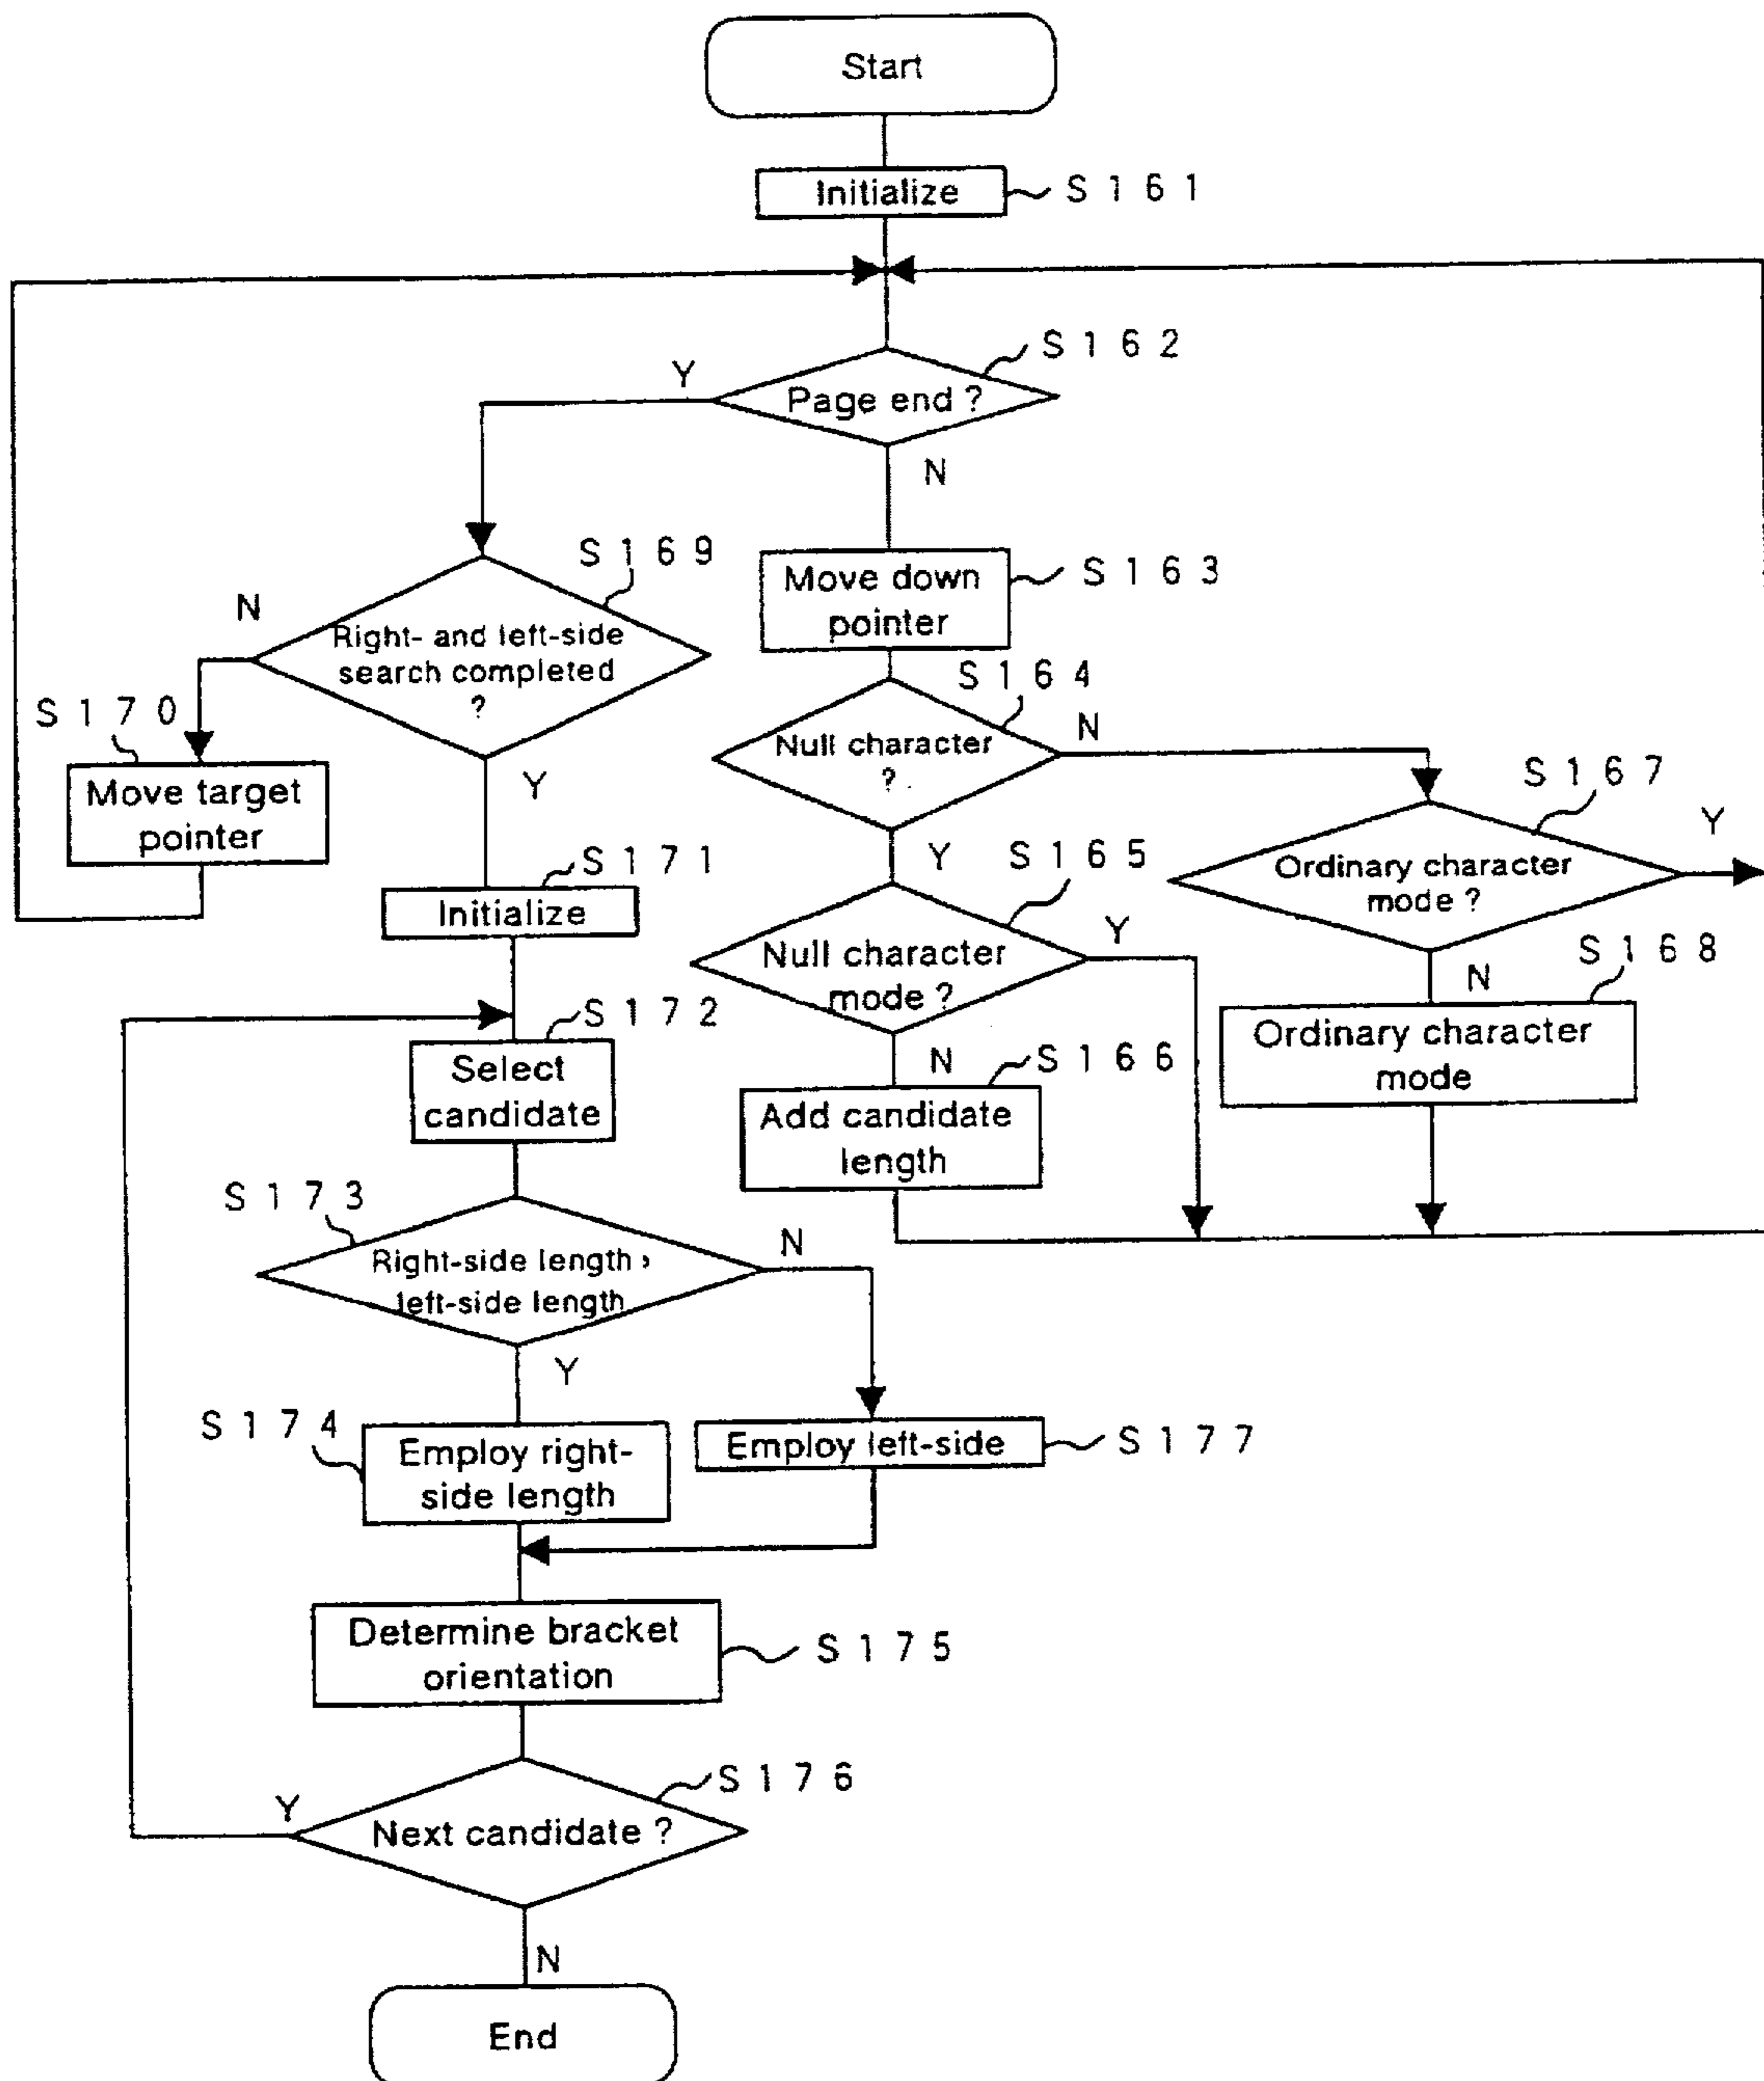 Start
Initialize
S161
S162
Y
Page end ?
N
S169
S163
Move down
pointer
N
Right- and left-side
search completed
?
S164
S170
Null character
?
N
S167
Move target
pointer
Y
Y
S165
Ordinary character
mode ?
Y
S171
Initialize
Null character
mode ?
Y
S168
N
S172
Select
candidate
N
S166
Ordinary character
mode
Add candidate
length
S173
Right-side length >
left-side length
N
Y
S174
Employ right-
side length
Employ left-side
S177
Determine bracket
orientation
S175
S176
Y
Next candidate ?
N
End